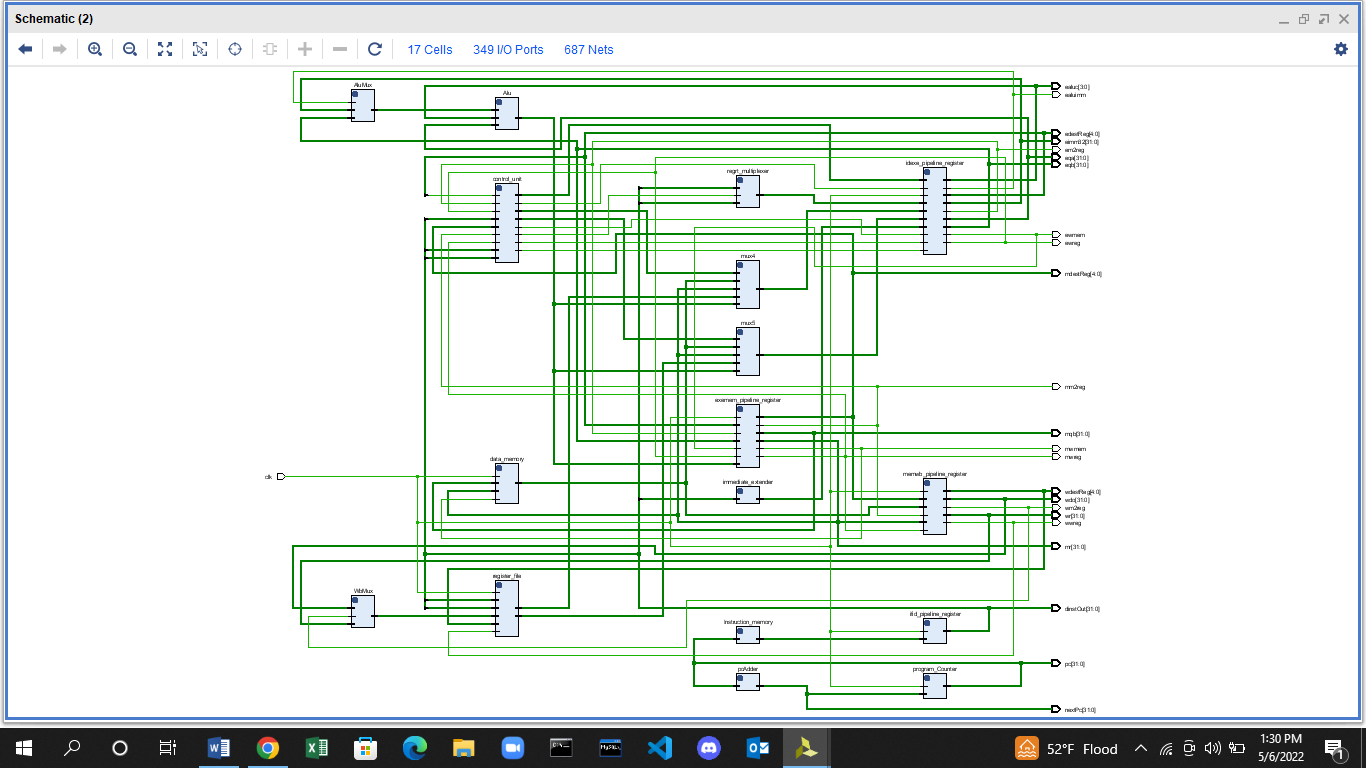 Schematic (2)
17 Cells 349 I/O Ports 687 Nets
AluMux
Alu
ealuc[3:0]
ealuimm
edestReg[4:0]
eimm32[31:0]
em2reg
eqa[31:0]
eqb[31:0]
idexe_pipeline_register
regrt_multiplexer
control_unit
ewmem
ewreg
mux4
mdestReg[4:0]
mux5
mm2reg
exemem_pipeline_register
mqb[31:0]
mwmem
mwreg
data_memory
memwb_pipeline_register
clk
immediate_extender
wdestReg[4:0]
wdo[31:0]
wm2reg
wr[31:0]
wwreg
mr[31:0]
register_file
WbMux
dinstOut[31:0]
ifid_pipeline_register
instruction_memory
pc[31:0]
pcAdder
program_Counter
nextPc[31:0]
52°F Flood
1:30 PM
5/6/2022
1